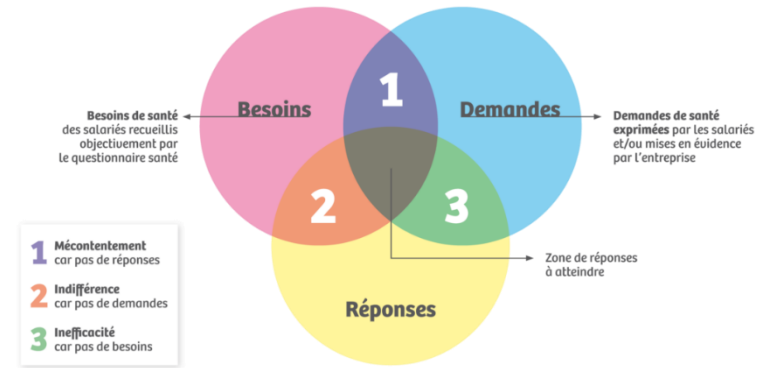 Besoins
1
Demandes
Besoins de santé
des salariés recueillis
objectivement par
le questionnaire santé
Demandes de santé
exprimées par les salariés
et/ou mises en évidence
par l'entreprise
2
3
1 Mécontentement
car pas de réponses
2 Indifférence
car pas de demandes
3 Inefficacité
car pas de besoins
Zone de réponses
à atteindre
Réponses